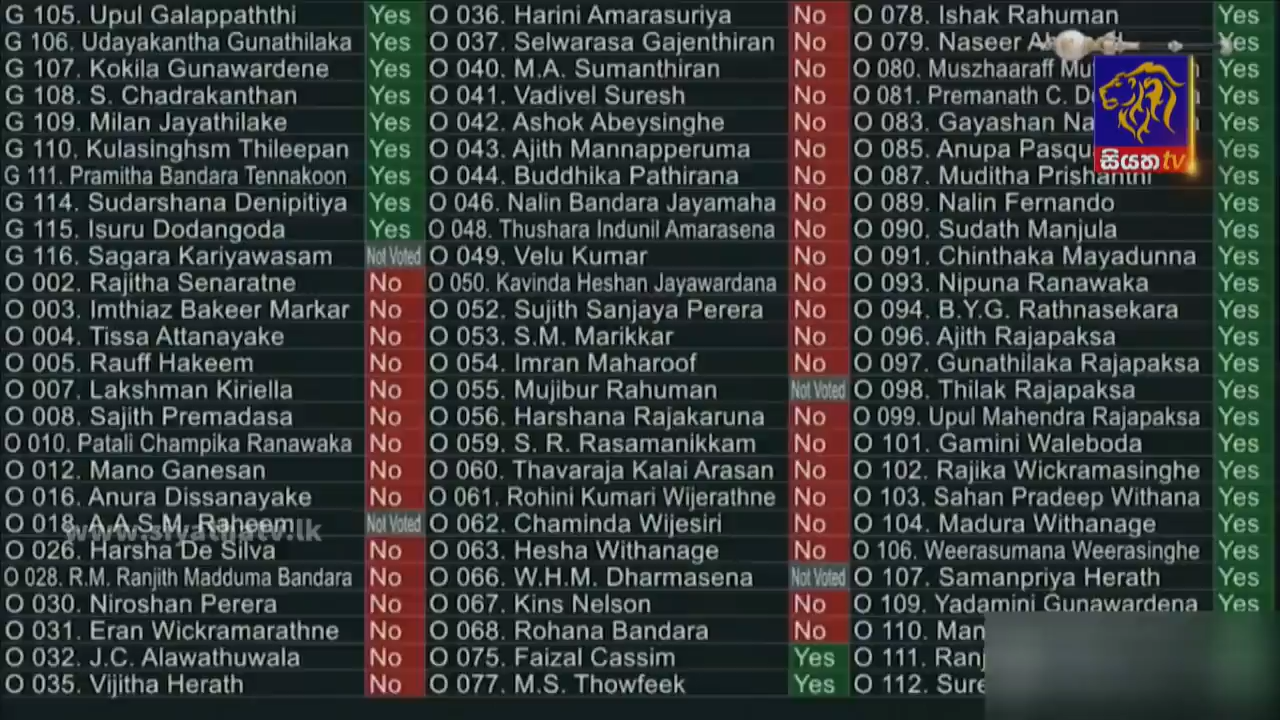 G 105. Upul Galappaththi Yes
G 106. Udayakantha Gunathilaka Yes
G 107. Kokila Gunawardene Yes
G 108. S. Chadrakanthan Yes
G 109. Milan Jayathilake Yes
G 110. Kulasinghsm Thileepan Yes
G 111. Pramitha Bandara Tennakoon Yes
G 114. Sudarshana Denipitiya Yes
G 115. Isuru Dodangoda Yes
G 116. Sagara Kariyawasam Not Voted
O 002. Rajitha Senaratne No
O 003. Imthiaz Bakeer Markar No
O 004. Tissa Attanayake No
O 005. Rauff Hakeem No
O 007. Lakshman Kiriella No
O 008. Sajith Premadasa No
O 010. Patali Champika Ranawaka No
O 012. Mano Ganesan No
O 016. Anura Dissanayake No
O 018. A.A.S.M. Raheem Not Voted
O 026. Harsha De Silva No
O 028. R.M. Ranjith Madduma Bandara No
O 030. Niroshan Perera No
O 031. Eran Wickramarathne No
O 032. J.C. Alawathuwala No
O 035. Vijitha Herath No
O 036. Harini Amarasuriya No
O 037. Selwarasa Gajenthiran No
O 040. M.A. Sumanthiran No
O 041. Vadivel Suresh No
O 042. Ashok Abeysinghe No
O 043. Ajith Mannapperuma No
O 044. Buddhika Pathirana No
O 046. Nalin Bandara Jayamaha No
O 048. Thushara Indunil Amarasena No
O 049. Velu Kumar No
O 050. Kavinda Heshan Jayawardana No
O 052. Sujith Sanjaya Perera No
O 053. S.M. Marikkar No
O 054. Imran Maharoof No
O 055. Mujibur Rahuman Not Voted
O 056. Harshana Rajakaruna No
O 059. S. R. Rasamanikkam No
O 060. Thavaraja Kalai Arasan No
O 061. Rohini Kumari Wijerathne No
O 062. Chaminda Wijesiri No
O 063. Hesha Withanage No
O 066. W.H.M. Dharmasena Not Voted
O 067. Kins Nelson No
O 068. Rohana Bandara No
O 075. Faizal Cassim Yes
O 077. M.S. Thowfeek Yes
O 078. Ishak Rahuman Yes
O 079. Naseer Yes
O 080. Muszhaaraff Yes
O 081. Premanath C. Yes
O 083. Gayashan Yes
O 085. Anupa Yes
O 087. Muditha Prishanthi Yes
O 089. Nalin Fernando Yes
O 090. Sudath Manjula Yes
O 091. Chinthaka Mayadunna Yes
O 093. Nipuna Ranawaka Yes
O 094. B.Y.G. Rathnasekara Yes
O 096. Ajith Rajapaksa Yes
O 097. Gunathilaka Rajapaksa Yes
O 098. Thilak Rajapaksa Yes
O 099. Upul Mahendra Rajapaksa Yes
O 101. Gamini Waleboda Yes
O 102. Rajika Wickramasinghe Yes
O 103. Sahan Pradeep Withana Yes
O 104. Madura Withanage Yes
O 106. Weerasumana Weerasinghe Yes
O 107. Samanpriya Herath Yes
O 109. Yadamini Gunawardena Yes
O 110.
O 111.
O 112.
සියත tv
www.siyathatv.lk